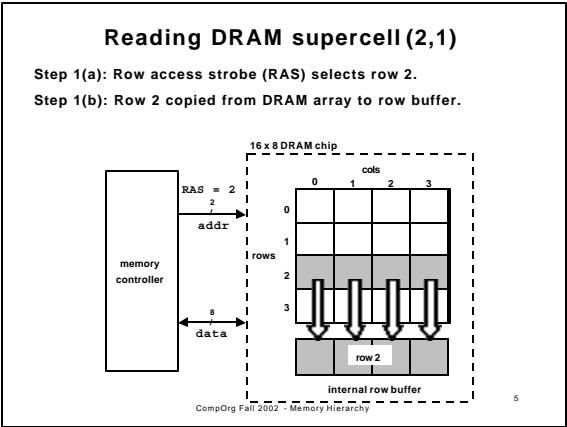 Reading DRAM supercell (2,1)
Step 1(a): Row access strobe (RAS) selects row 2.
Step 1(b): Row 2 copied from DRAM array to row buffer.
16 x 8 DRAM chip
cols
0 1 2 3
RAS = 2
2
addr
0
1
rows
2
3
memory
controller
8
data
row 2
internal row buffer
CompOrg Fall 2002 - Memory Hierarchy
5